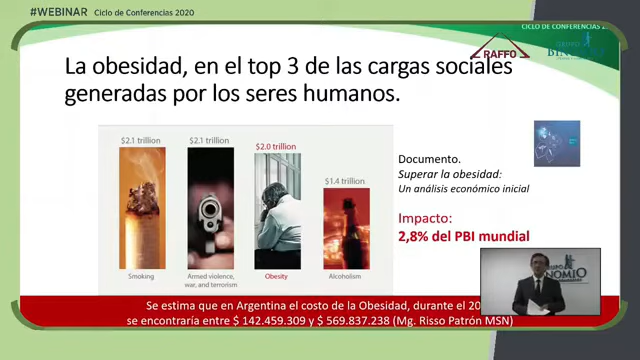 #WEBINAR Ciclo de Conferencias 2020
CICLO DE CONFERENCIAS
RAFFO
La obesidad, en el top 3 de las cargas sociales
generadas por los seres humanos.
$2.1 trillion
$2.1 trillion
$2.0 trillion
$1.4 trillion
Smoking
Armed violence,
war, and terrorism
Obesity
Alcoholism
Documento.
Superar la obesidad:
Un análisis económico inicial
Impacto:
2,8% del PBI mundial
Se estima que en Argentina el costo de la Obesidad, durante el 20
se encontraría entre $ 142.459.309 y $ 569.837.238 (Mg. Risso Patrón MSN)